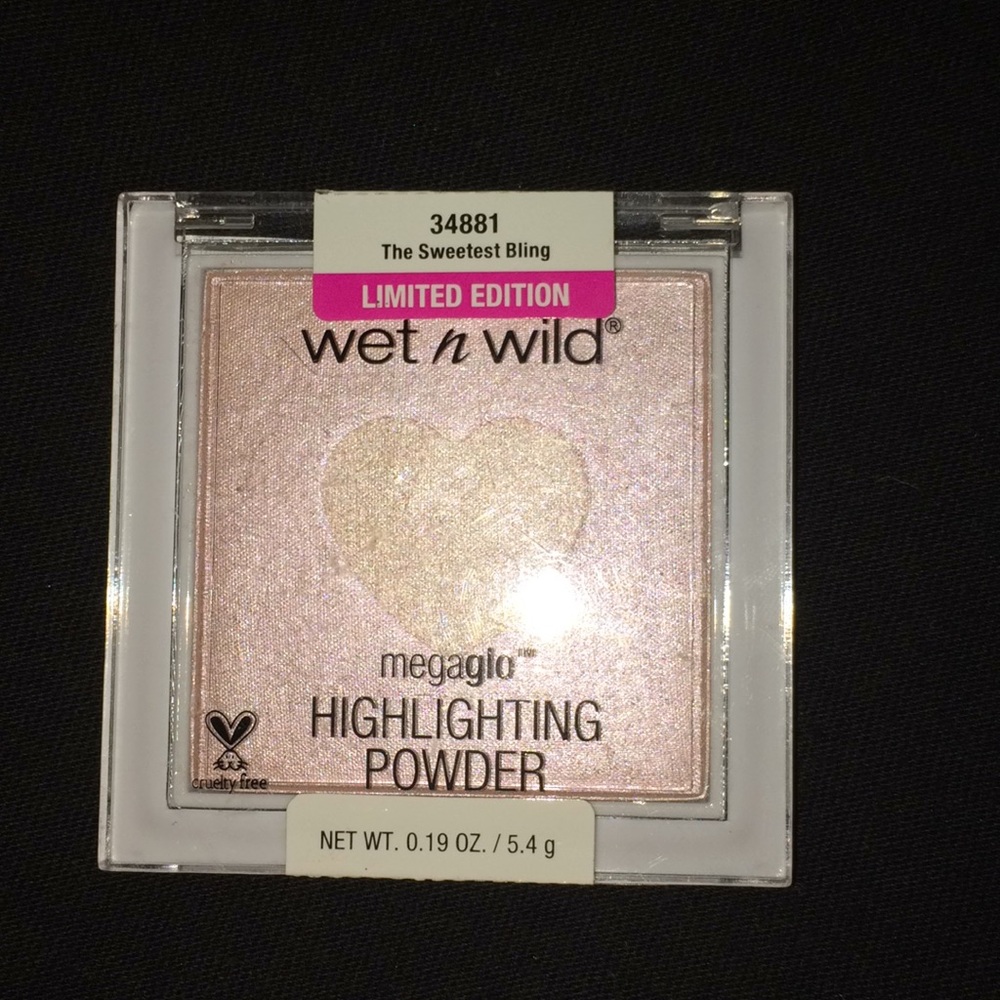 34881
The Sweetest Bling
LIMITED EDITION
wet n wild®
megaglo™
HIGHLIGHTING
POWDER
cruelty free
NET WT. 0.19 OZ. / 5.4 g